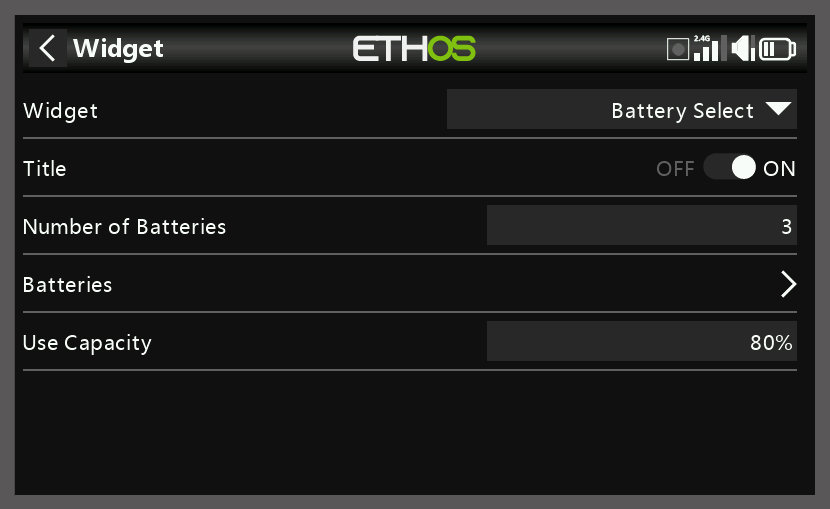 Widget
ETHOS
2.4G
Widget Battery Select
Title OFF ON
Number of Batteries 3
Batteries
Use Capacity 80%